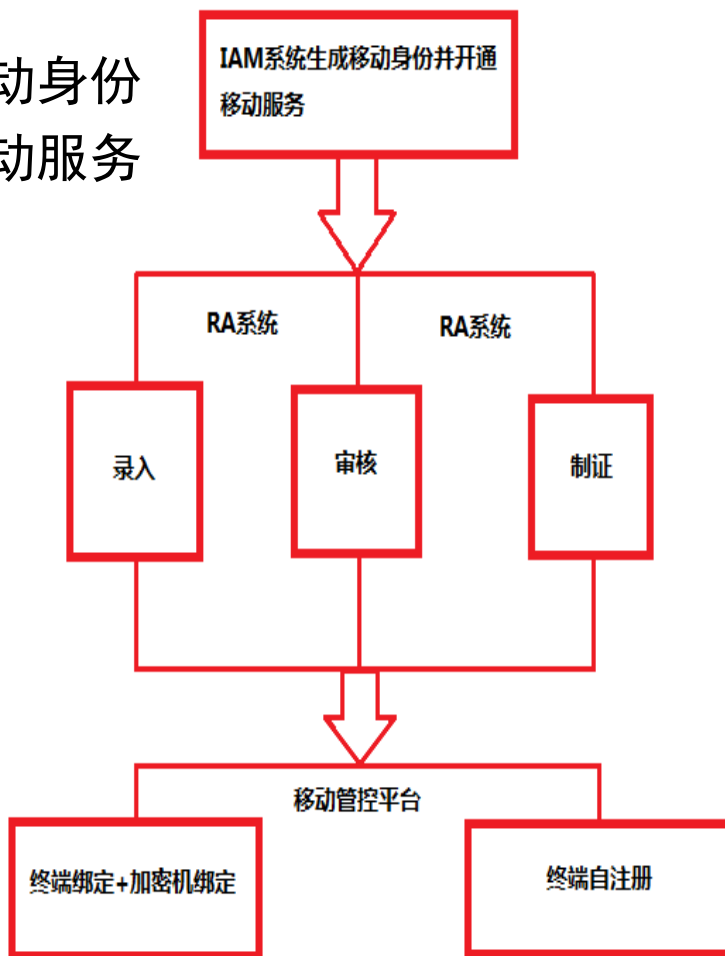 动身份
动服务
IAM系统生成移动身份并开通
移动服务
RA系统
RA系统
录入
审核
制证
移动管控平台
终端绑定+加密机绑定
终端自注册